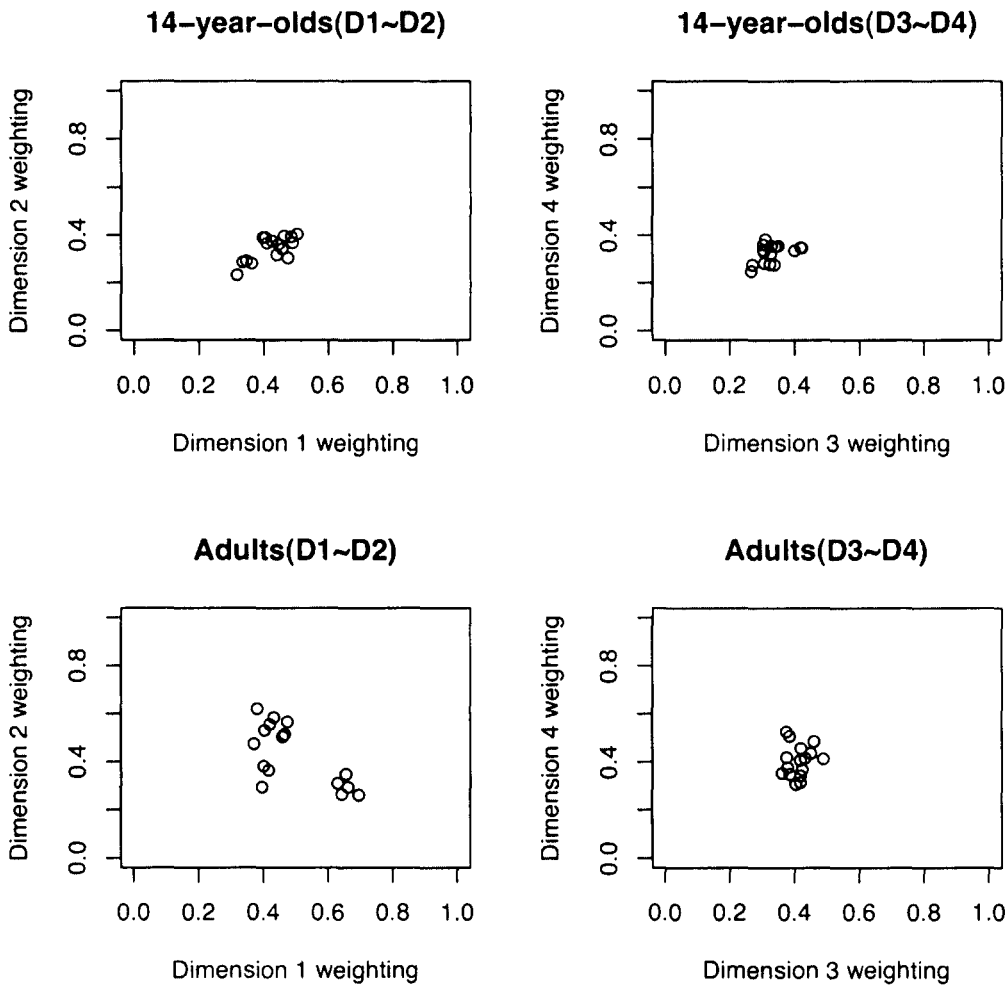 14–year–olds(D1~D2)
Dimension 2 weighting
0.8
0.4
0.0
0.0 0.2 0.4 0.6 0.8 1.0
Dimension 1 weighting
14–year–olds(D3~D4)
Dimension 4 weighting
0.8
0.4
0.0
0.0 0.2 0.4 0.6 0.8 1.0
Dimension 3 weighting
Adults(D1~D2)
Dimension 2 weighting
0.8
0.4
0.0
0.0 0.2 0.4 0.6 0.8 1.0
Dimension 1 weighting
Adults(D3~D4)
Dimension 4 weighting
0.8
0.4
0.0
0.0 0.2 0.4 0.6 0.8 1.0
Dimension 3 weighting